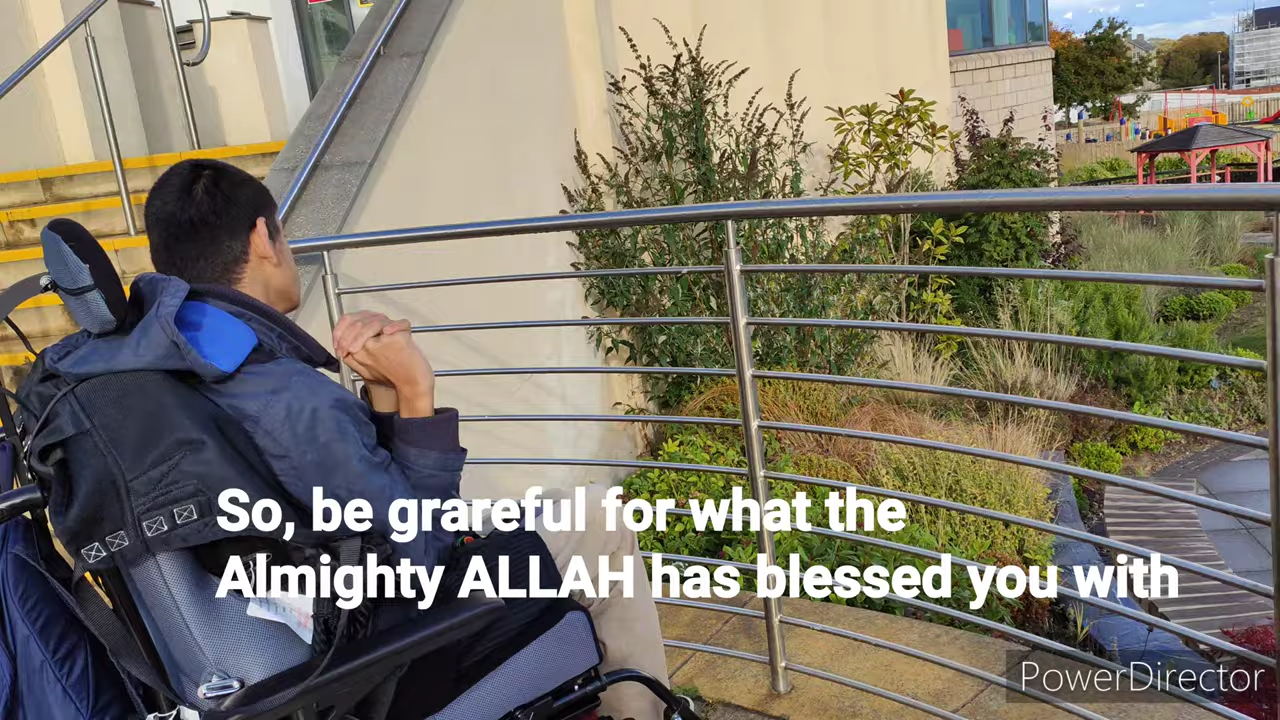 So, be grareful for what the
Almighty ALLAH has blessed you with
PowerDirector